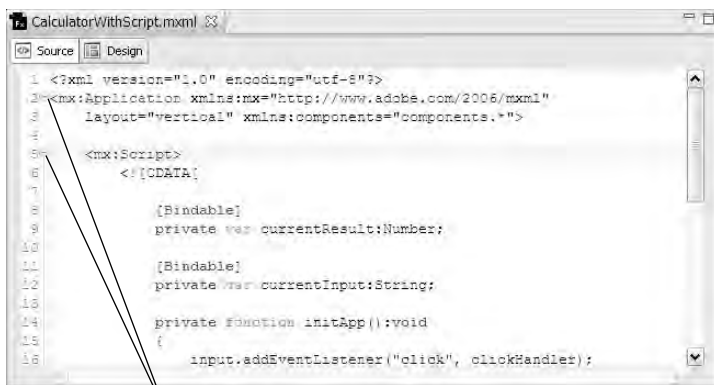 CalculatorWithScript.mxml
Source Design
1 <?xml version="1.0" encoding="utf-8"?>
2 <mx:Application xmlns:mx="http://www.adobe.com/2006/mxml"
3 layout="vertical" xmlns:components="components.*">
4
5 <mx:Script>
6 <![CDATA[
7
8 [Bindable]
9 private var currentResult:Number;
10
11 [Bindable]
12 private var currentInput:String;
13
14 private function initApp():void
15 {
16 input.addEventListener("click", clickHandler);